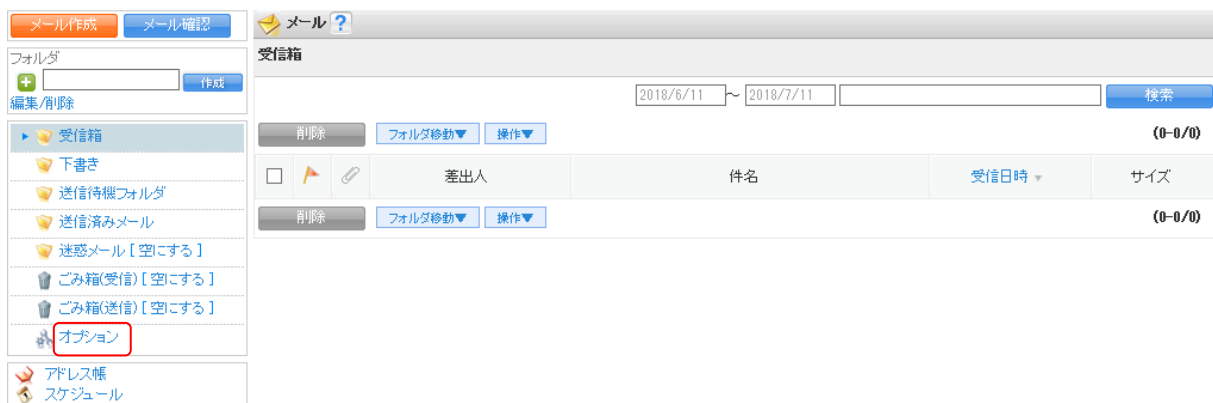 メール作成 メール確認
フォルダ
作成
編集/削除
受信箱
下書き
送信待機フォルダ
送信済みメール
迷惑メール [ 空にする ]
ごみ箱(受信) [ 空にする ]
ごみ箱(送信) [ 空にする ]
オプション
アドレス帳
スケジュール
メール ?
受信箱
2018/6/11 ～ 2018/7/11 検索
削除 フォルダ移動▼ 操作▼ (0-0/0)
差出人 件名 受信日時 ▼ サイズ
削除 フォルダ移動▼ 操作▼ (0-0/0)